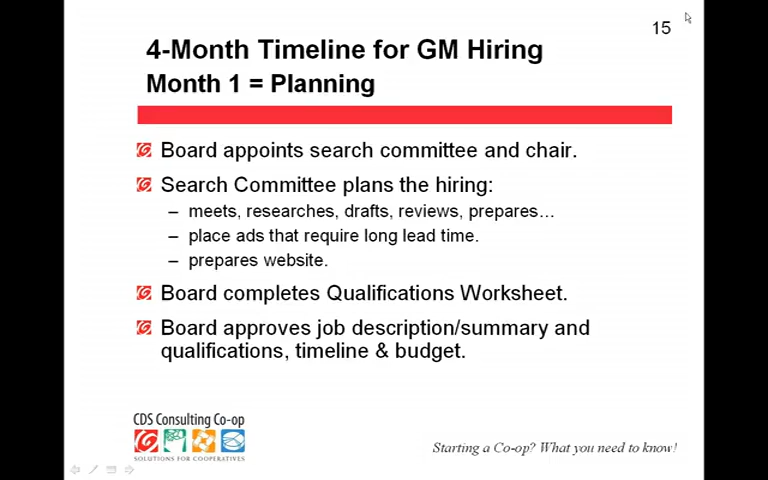 15
4-Month Timeline for GM Hiring
Month 1 = Planning
Board appoints search committee and chair.
Search Committee plans the hiring:
– meets, researches, drafts, reviews, prepares…
– place ads that require long lead time.
– prepares website.
Board completes Qualifications Worksheet.
Board approves job description/summary and
qualifications, timeline & budget.
CDS Consulting Co-op
SOLUTIONS FOR COOPERATIVES
Starting a Co-op? What you need to know!